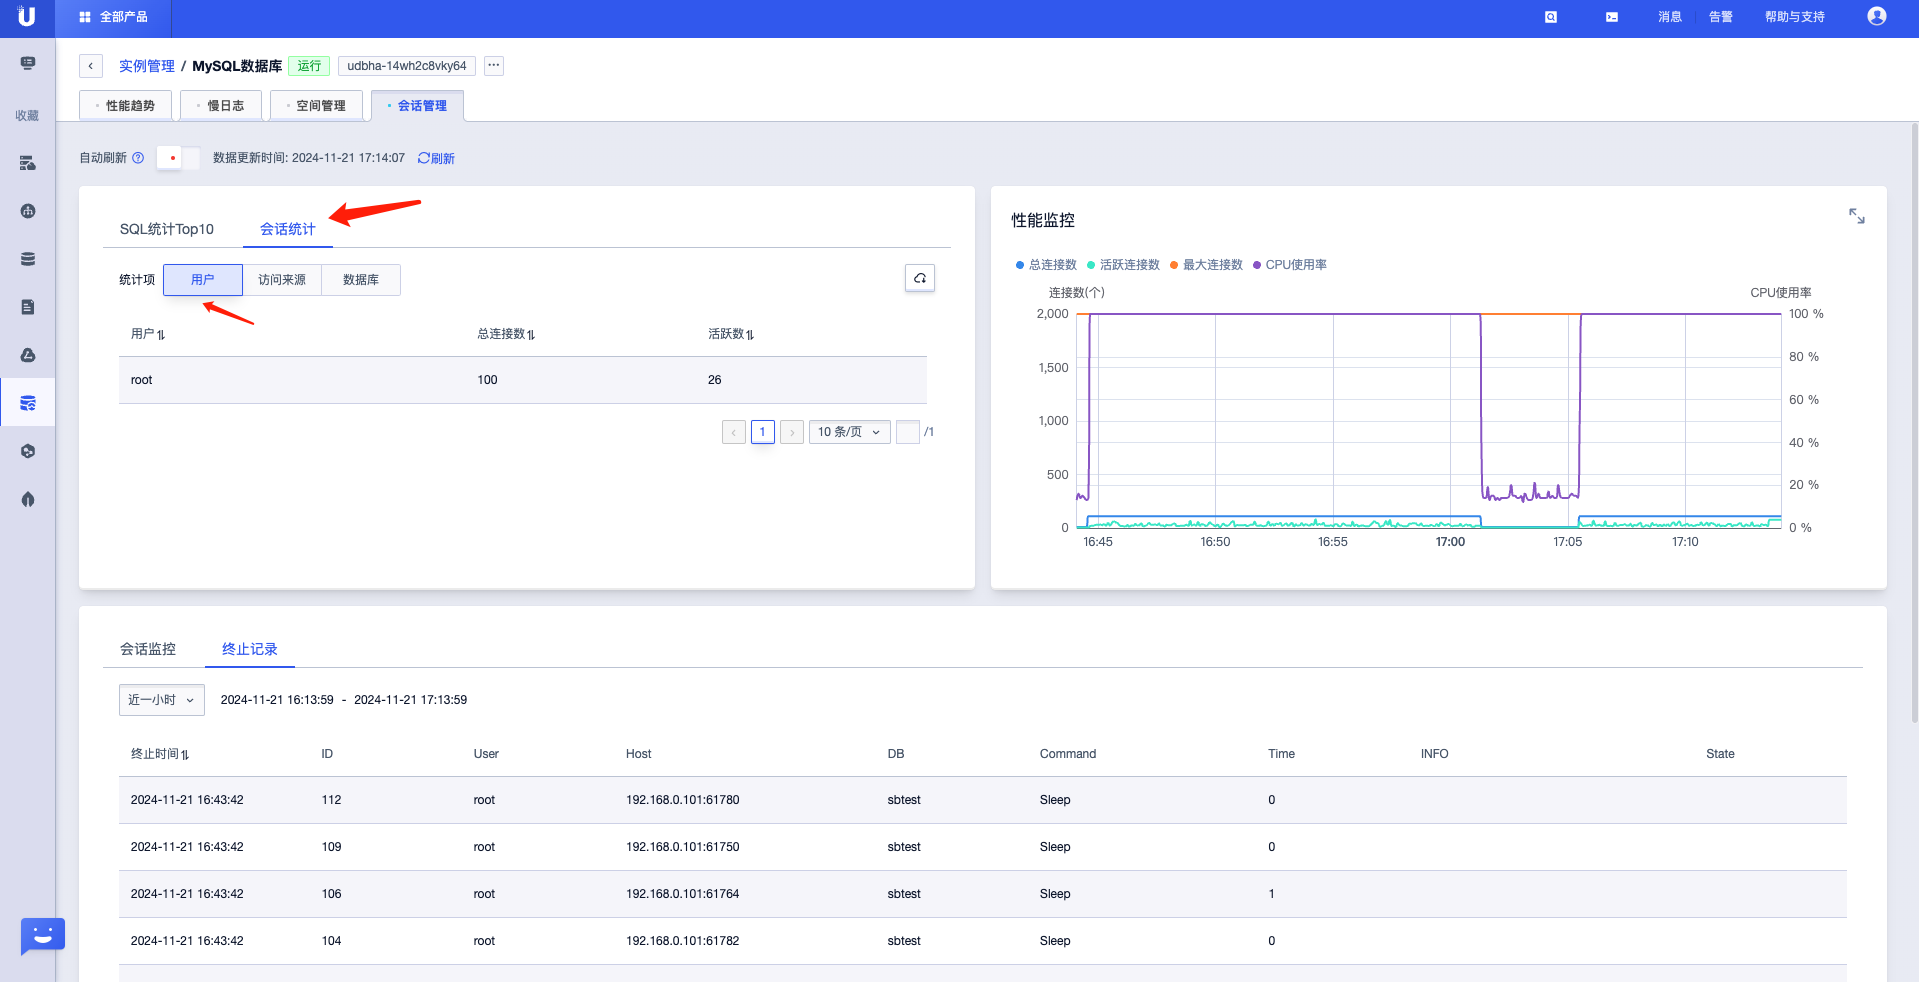 U 全部产品 消息 告警 帮助与支持
收藏
实例管理 / MySQL数据库 运行 udbha-14wh2c8vky64 ...
性能趋势 慢日志 空间管理 会话管理
自动刷新 数据更新时间: 2024-11-21 17:14:07 刷新
SQL统计Top10 会话统计
统计项 用户 访问来源 数据库
用户 总连接数 活跃数
root 100 26
1 10 条/页 /1
性能监控
总连接数 活跃连接数 最大连接数 CPU使用率
连接数(个) CPU使用率
2,000 100 %
80 %
1,500
60 %
1,000
40 %
500
20 %
0 0 %
16:45 16:50 16:55 17:00 17:05 17:10
会话监控 终止记录
近一小时 2024-11-21 16:13:59 - 2024-11-21 17:13:59
终止时间 ID User Host DB Command Time INFO State
2024-11-21 16:43:42 112 root 192.168.0.101:61780 sbtest Sleep 0
2024-11-21 16:43:42 109 root 192.168.0.101:61750 sbtest Sleep 0
2024-11-21 16:43:42 106 root 192.168.0.101:61764 sbtest Sleep 1
2024-11-21 16:43:42 104 root 192.168.0.101:61782 sbtest Sleep 0